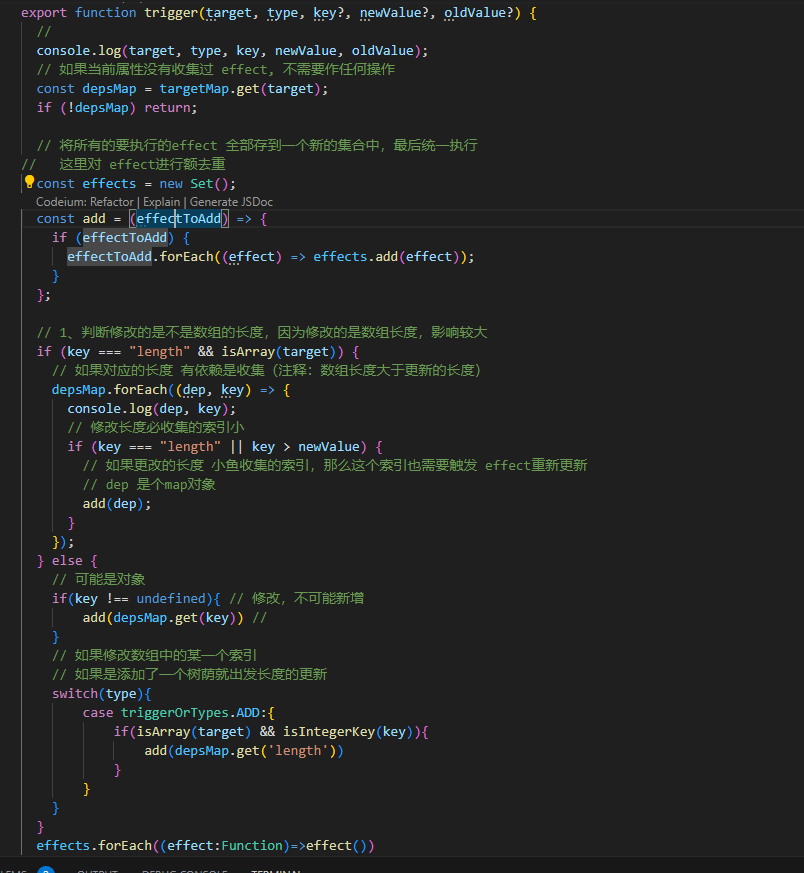 export function trigger(target, type, key?, newValue?, oldValue?) {
//
console.log(target, type, key, newValue, oldValue);
// 如果当前属性没有收集过 effect, 不需要作任何操作
const depsMap = targetMap.get(target);
if (!depsMap) return;
// 将所有的要执行的effect 全部存到一个新的集合中，最后统一执行
//   这里对 effect进行额去重
const effects = new Set();
Codeium: Refactor | Explain | Generate JSDoc
const add = (effectToAdd) => {
if (effectToAdd) {
effectToAdd.forEach((effect) => effects.add(effect));
}
};
// 1、判断修改的是不是数组的长度，因为修改的是数组长度，影响较大
if (key === "length" && isArray(target)) {
// 如果对应的长度 有依赖是收集（注释：数组长度大于更新的长度）
depsMap.forEach((dep, key) => {
console.log(dep, key);
// 修改长度必收集的索引小
if (key === "length" || key > newValue) {
// 如果更改的长度 小鱼收集的索引，那么这个索引也需要触发 effect重新更新
// dep 是个map对象
add(dep);
}
});
} else {
// 可能是对象
if(key !== undefined){ // 修改，不可能新增
add(depsMap.get(key)) //
}
// 如果修改数组中的某一个索引
// 如果是添加了一个树荫就出发长度的更新
switch(type){
case triggerOrTypes.ADD:{
if(isArray(target) && isIntegerKey(key)){
add(depsMap.get('length'))
}
}
}
}
effects.forEach((effect:Function)=>effect())